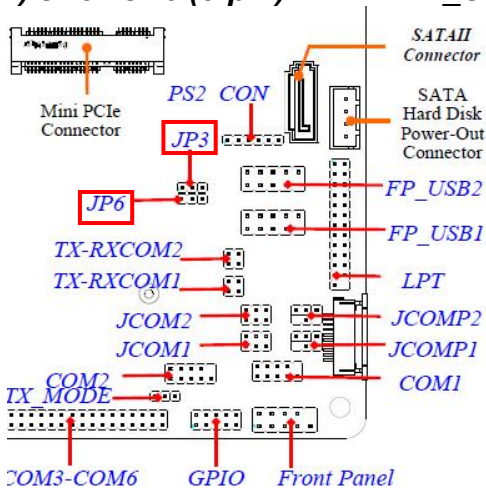 SATAII
Connector
Mini PCIe
Connector
PS2 CON
SATA
Hard Disk
Power-Out
Connector
JP3
JP6
FP_USB2
FP_USB1
TX-RXCOM2
TX-RXCOM1
LPT
JCOM2
JCOMP2
JCOM1
JCOMP1
COM2
COM1
TX_MODE
COM3-COM6
GPIO
Front Panel